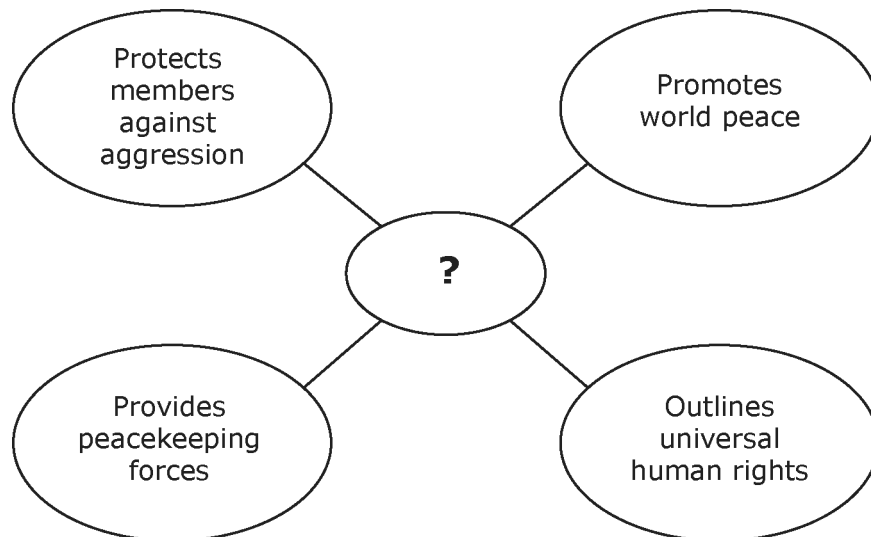 Protects
members
against
aggression
Promotes
world peace
?
Provides
peacekeeping
forces
Outlines
universal
human rights